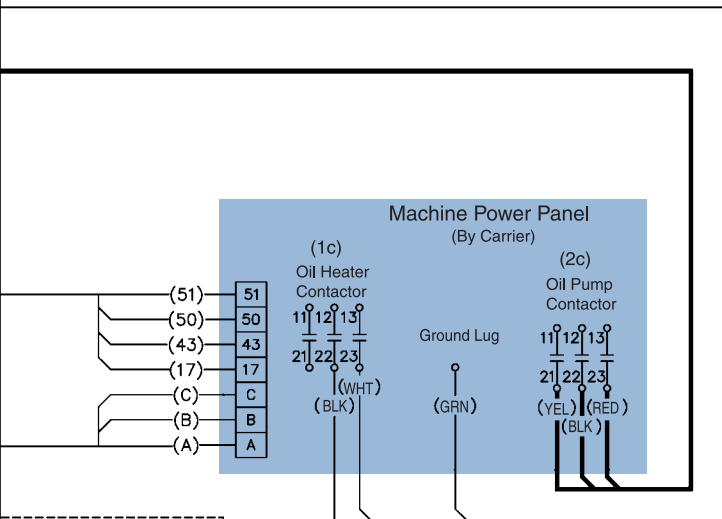 Machine Power Panel
(By Carrier)
(1c)
Oil Heater
Contactor
(2c)
Oil Pump
Contactor
(51) 51
(50) 50
(43) 43
(17) 17
(C) C
(B) B
(A) A
11 12 13
21 22 23
(WHT)
(BLK)
Ground Lug
(GRN)
11 12 13
21 22 23
(YEL) (RED)
(BLK)